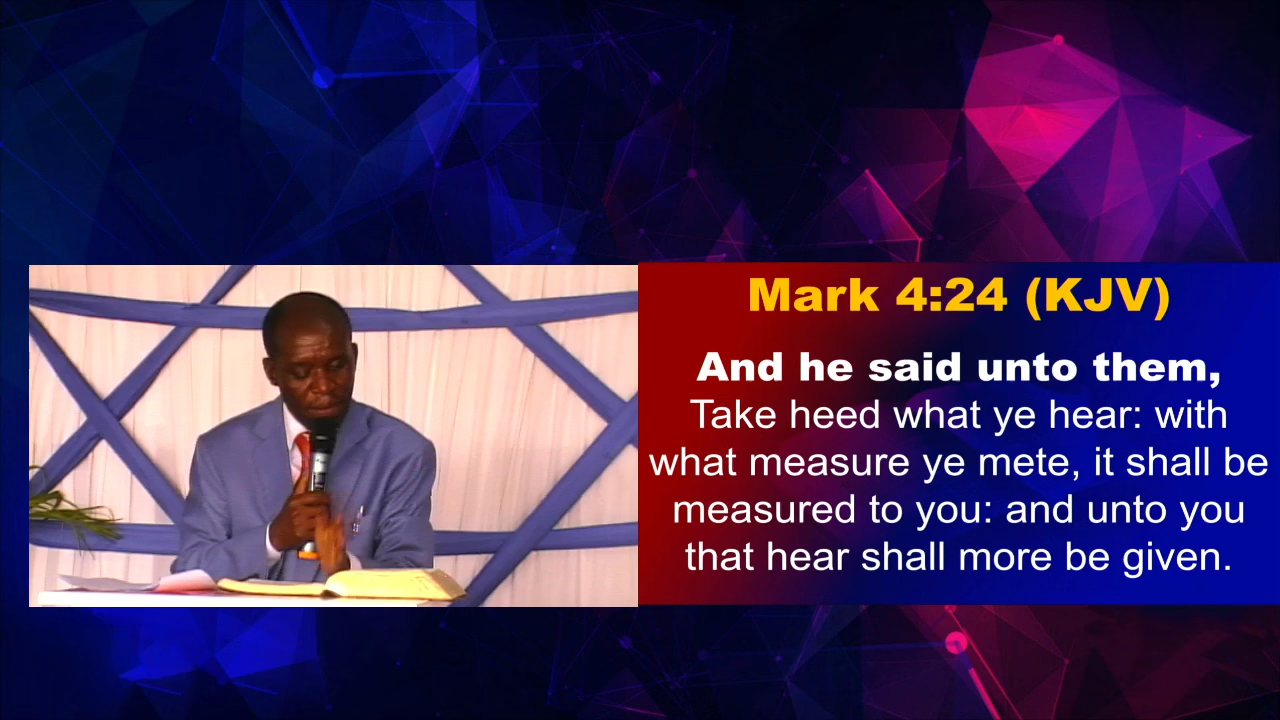 Mark 4:24 (KJV)
And he said unto them,
Take heed what ye hear: with
what measure ye mete, it shall be
measured to you: and unto you
that hear shall more be given.